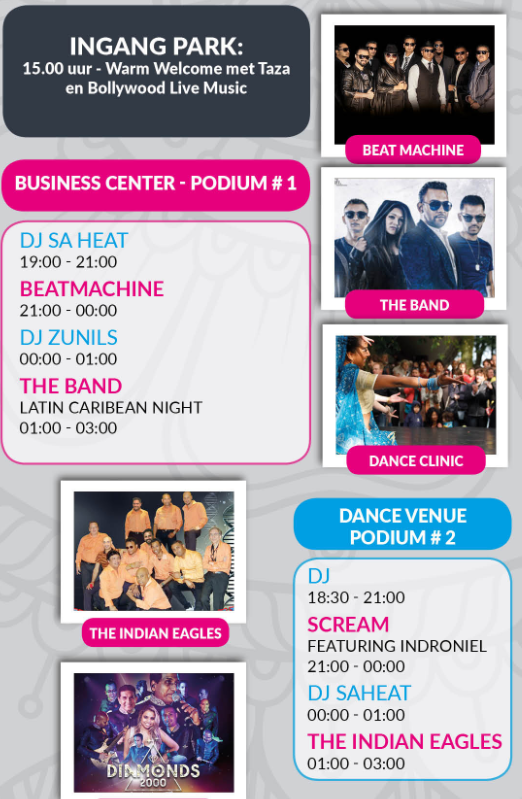 INGANG PARK:
15.00 uur - Warm Welcome met Taza
en Bollywood Live Music
BEAT MACHINE
BUSINESS CENTER - PODIUM # 1
DJ SA HEAT
19:00 - 21:00
BEATMACHINE
21:00 - 00:00
DJ ZUNILS
00:00 - 01:00
THE BAND
LATIN CARIBEAN NIGHT
01:00 - 03:00
THE BAND
DANCE CLINIC
THE INDIAN EAGLES
DIAMONDS
2000
DANCE VENUE
PODIUM # 2
DJ
18:30 - 21:00
SCREAM
FEATURING INDRONIEL
21:00 - 00:00
DJ SAHEAT
00:00 - 01:00
THE INDIAN EAGLES
01:00 - 03:00